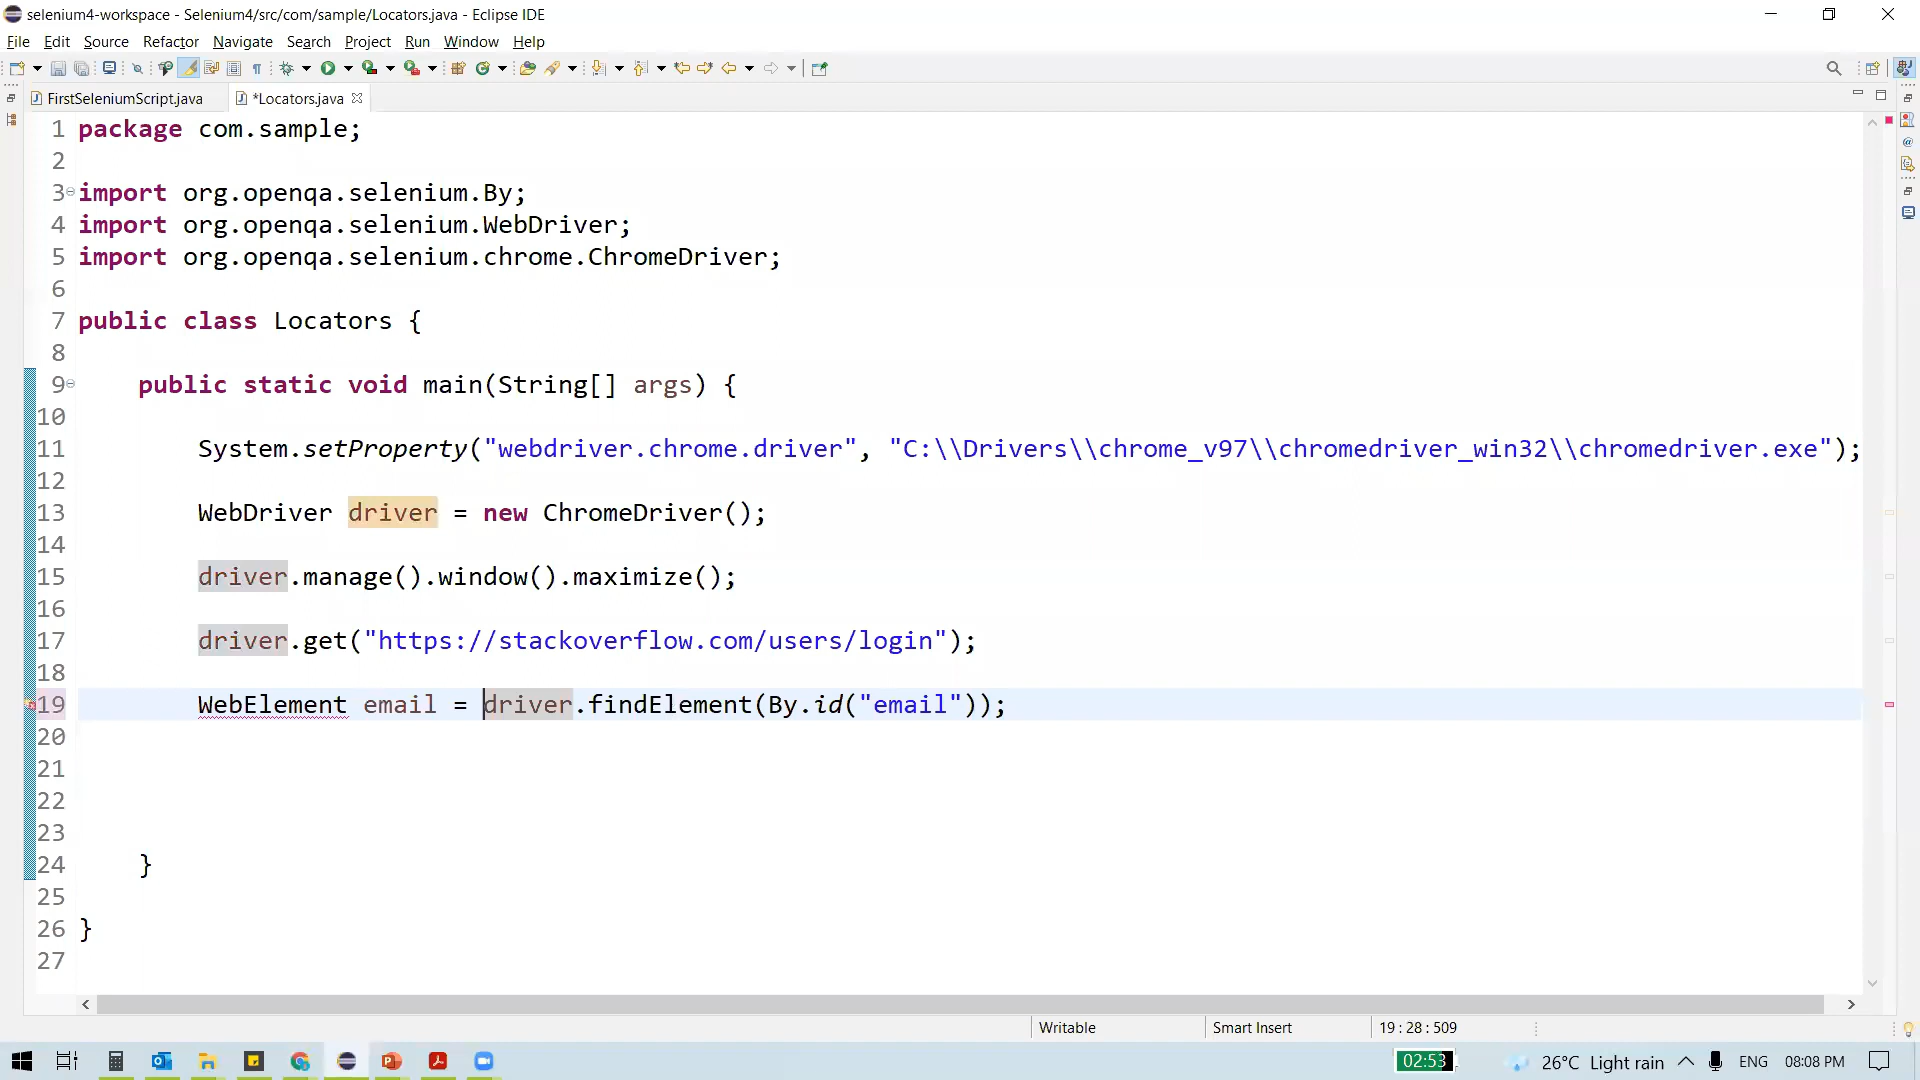 selenium4-workspace - Selenium4/src/com/sample/Locators.java - Eclipse IDE
File Edit Source Refactor Navigate Search Project Run Window Help
FirstSeleniumScript.java *Locators.java
1 package com.sample;
2
3 import org.openqa.selenium.By;
4 import org.openqa.selenium.WebDriver;
5 import org.openqa.selenium.chrome.ChromeDriver;
6
7 public class Locators {
8
9 public static void main(String[] args) {
10
11 System.setProperty("webdriver.chrome.driver", "C:\\Drivers\\chrome_v97\\chromedriver_win32\\chromedriver.exe");
12
13 WebDriver driver = new ChromeDriver();
14
15 driver.manage().window().maximize();
16
17 driver.get("https://stackoverflow.com/users/login");
18
19 WebElement email = driver.findElement(By.id("email"));
20
21
22
23
24 }
25
26 }
27
Writable Smart Insert 19 : 28 : 509
02:53 26°C Light rain ENG 08:08 PM